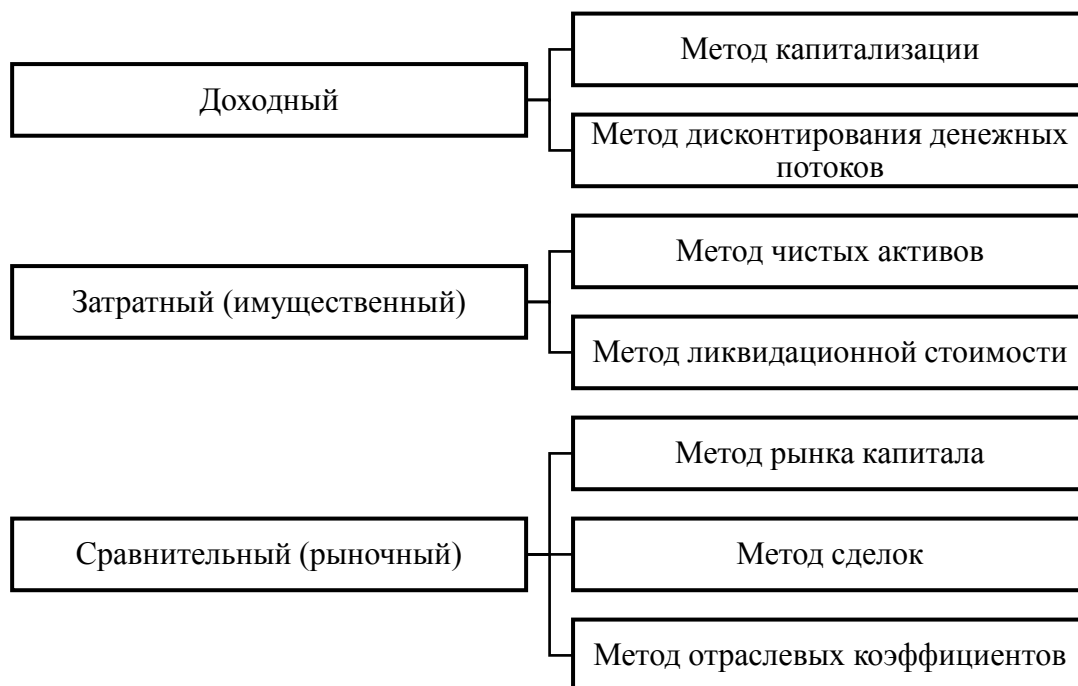 Доходный
Метод капитализации
Метод дисконтирования денежных
потоков
Затратный (имущественный)
Метод чистых активов
Метод ликвидационной стоимости
Сравнительный (рыночный)
Метод рынка капитала
Метод сделок
Метод отраслевых коэффициентов